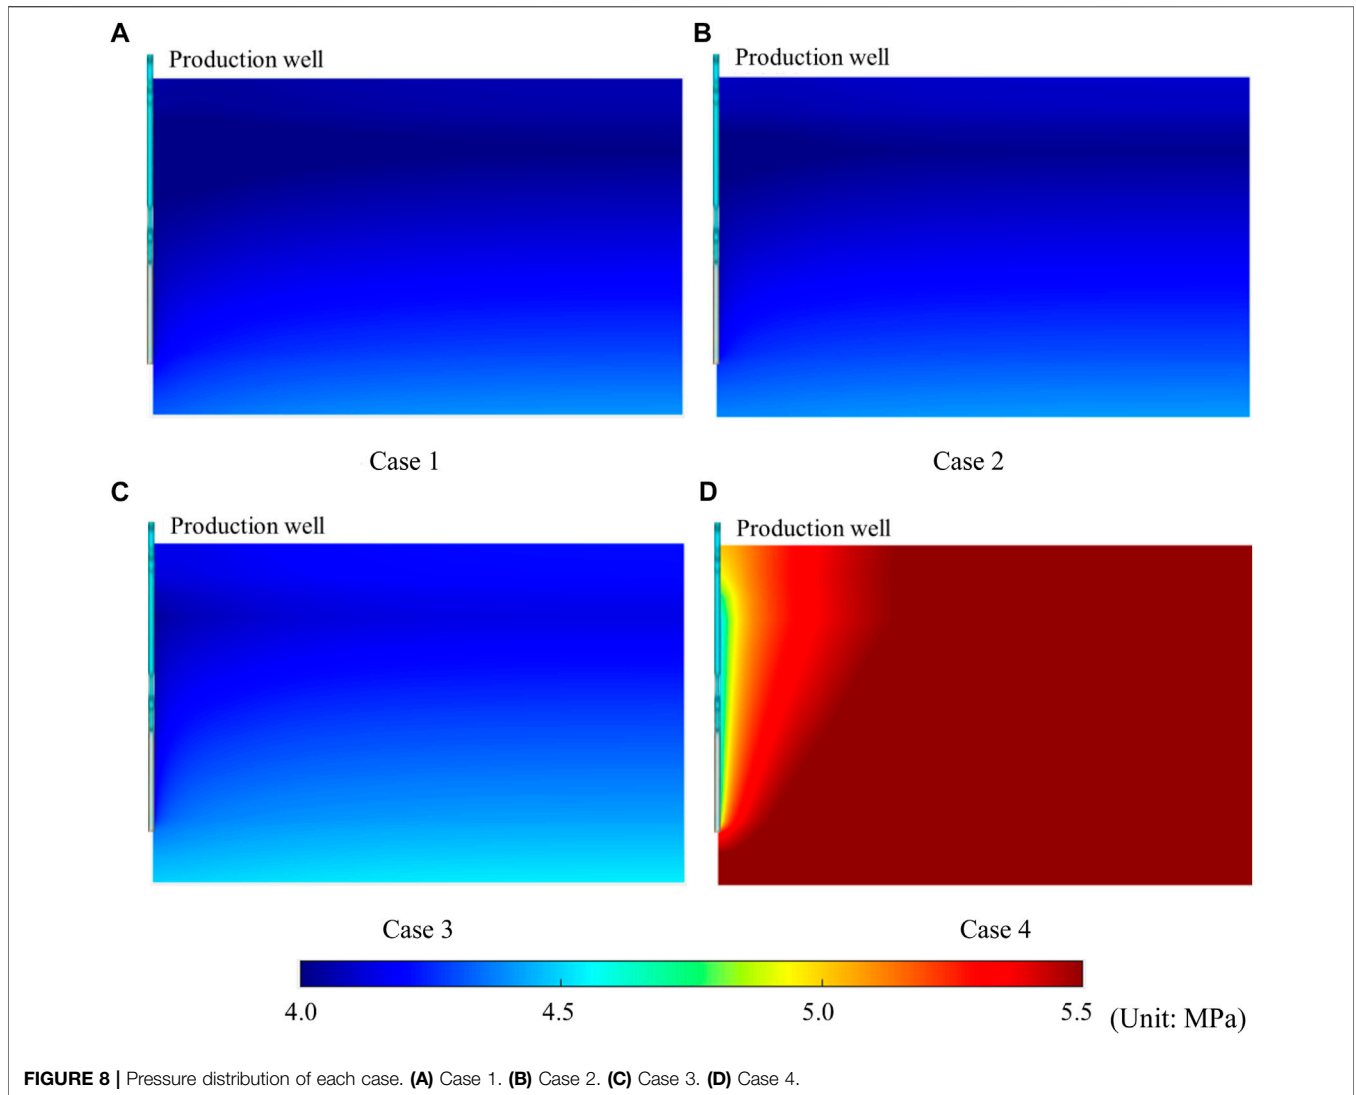 A
Production well
B
Production well
Case 1
Case 2
C
Production well
D
Production well
Case 3
Case 4
4.0 4.5 5.0 5.5 (Unit: MPa)
FIGURE 8 | Pressure distribution of each case. (A) Case 1. (B) Case 2. (C) Case 3. (D) Case 4.